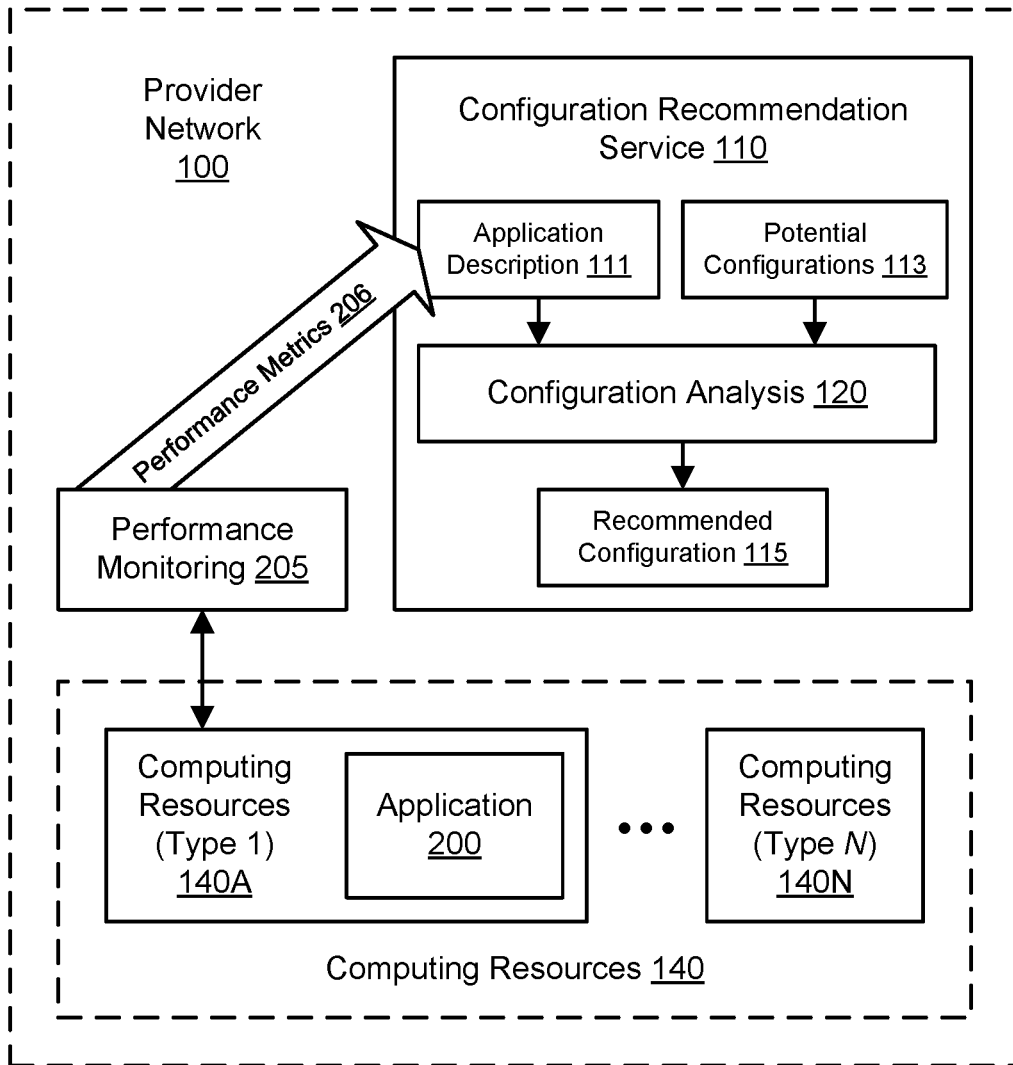 Provider
Network
100
Configuration Recommendation
Service 110
Application
Description 111
Potential
Configurations 113
Configuration Analysis 120
Recommended
Configuration 115
Performance Metrics 206
Performance
Monitoring 205
Computing
Resources
(Type 1)
140A
Application
200
Computing
Resources
(Type N)
140N
Computing Resources 140